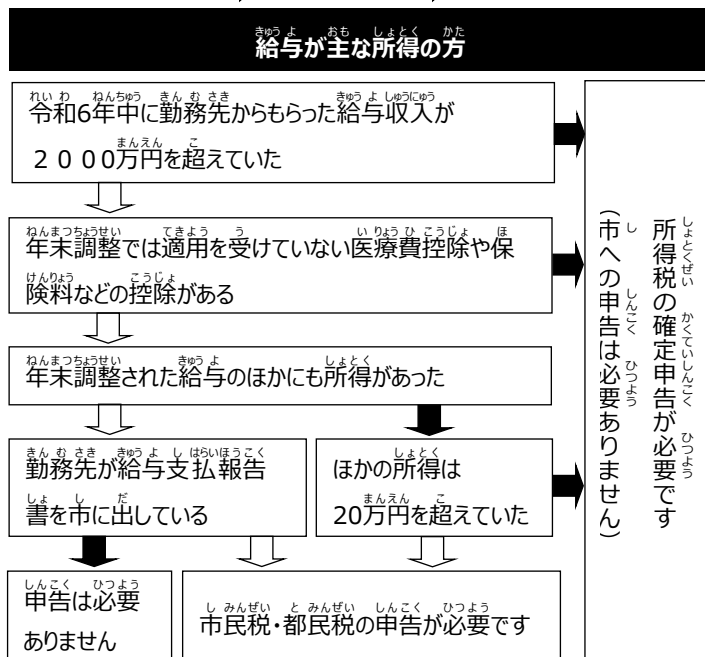 給与が主な所得の方
令和6年中に勤務先からもらった給与収入が
２０００万円を超えていた
年末調整では適用を受けていない医療費控除や保
険料などの控除がある
年末調整された給与のほかにも所得があった
勤務先が給与支払報告
書を市に出している
ほかの所得は
20万円を超えていた
申告は必要
ありません
市民税・都民税の申告が必要です
所得税の確定申告が必要です
（市への申告は必要ありません）